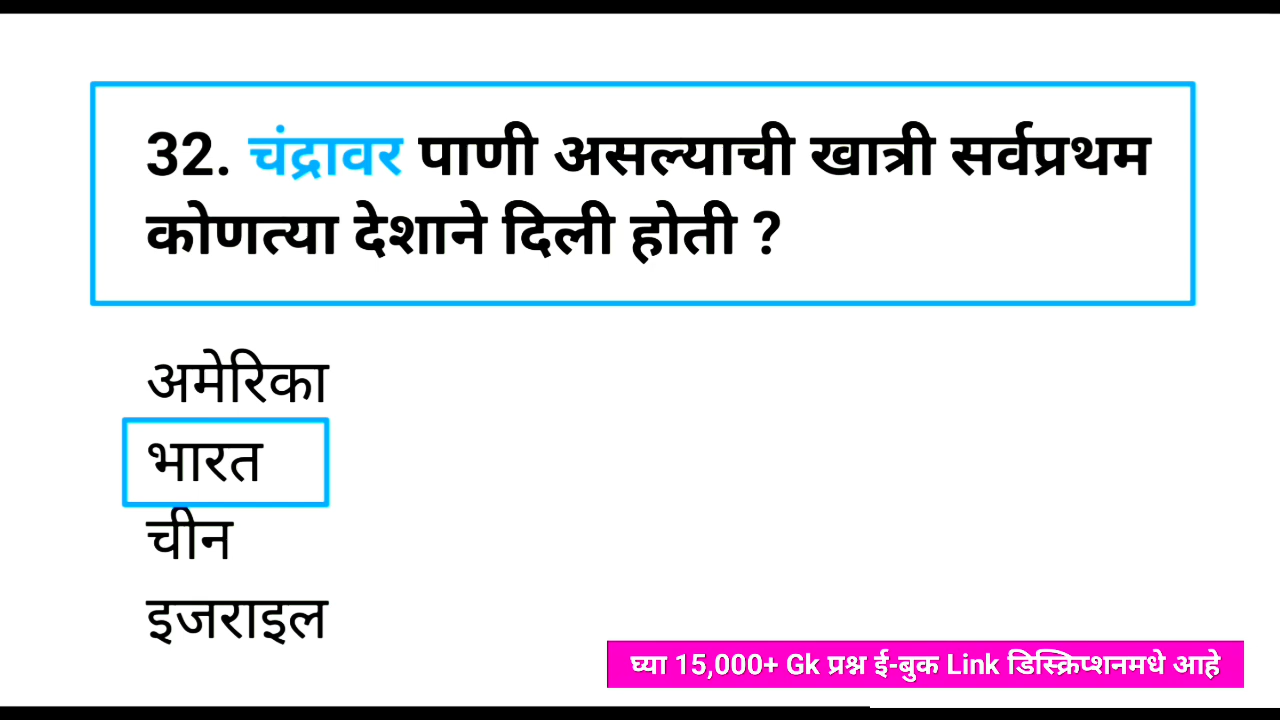 32. चंद्रावर पाणी असल्याची खात्री सर्वप्रथम
कोणत्या देशाने दिली होती ?
अमेरिका
भारत
चीन
इजराइल
घ्या 15,000+ Gk प्रश्न ई-बुक Link डिस्क्रिप्शनमधे आहे